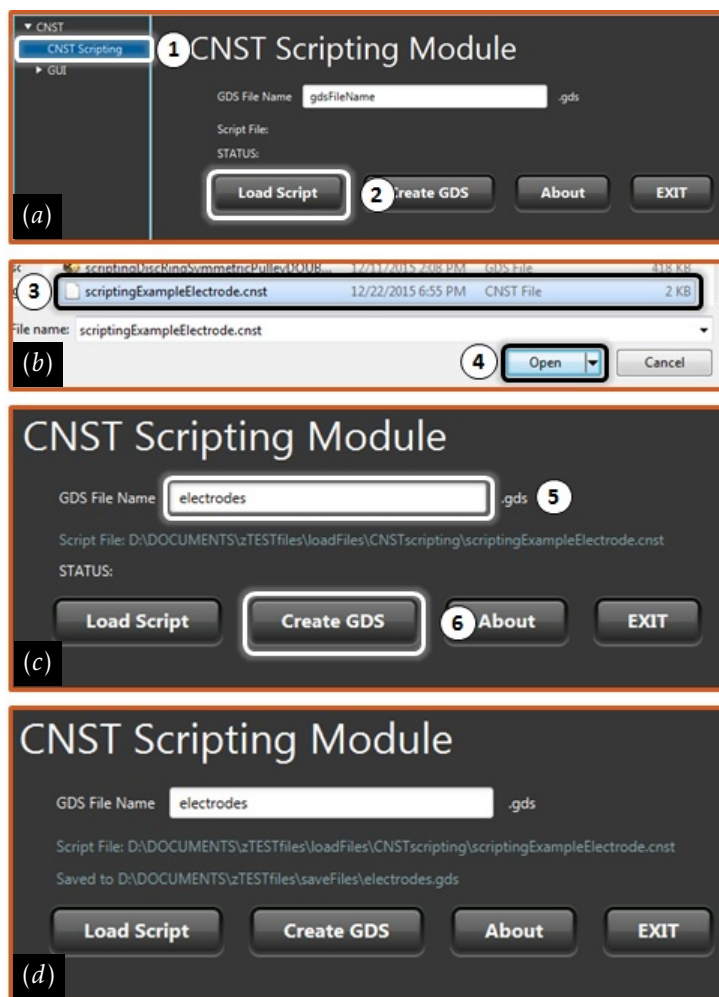 CNST
CNST Scripting
GUI
1
CNST Scripting Module
GDS File Name gdsFileName .gds
Script File:
STATUS:
Load Script 2 Create GDS About EXIT
(a)
scriptingDiscRingSymmetricPulleyDOUB... 12/11/2015 2:08 PM GDS File 418 KB
3 scriptingExampleElectrode.cnst 12/22/2015 6:55 PM CNST File 2 KB
File name: scriptingExampleElectrode.cnst
4 Open Cancel
(b)
CNST Scripting Module
GDS File Name electrodes .gds 5
Script File: D:\DOCUMENTS\zTESTfiles\loadFiles\CNSTscripting\scriptingExampleElectrode.cnst
STATUS:
Load Script Create GDS 6 About EXIT
(c)
CNST Scripting Module
GDS File Name electrodes .gds
Script File: D:\DOCUMENTS\zTESTfiles\loadFiles\CNSTscripting\scriptingExampleElectrode.cnst
Saved to D:\DOCUMENTS\zTESTfiles\saveFiles\electrodes.gds
Load Script Create GDS About EXIT
(d)